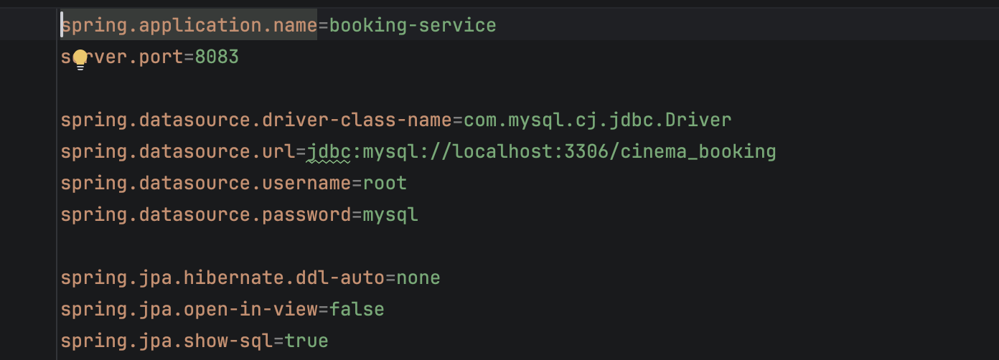 spring.application.name=booking-service
server.port=8083
spring.datasource.driver-class-name=com.mysql.cj.jdbc.Driver
spring.datasource.url=jdbc:mysql://localhost:3306/cinema_booking
spring.datasource.username=root
spring.datasource.password=mysql
spring.jpa.hibernate.ddl-auto=none
spring.jpa.open-in-view=false
spring.jpa.show-sql=true